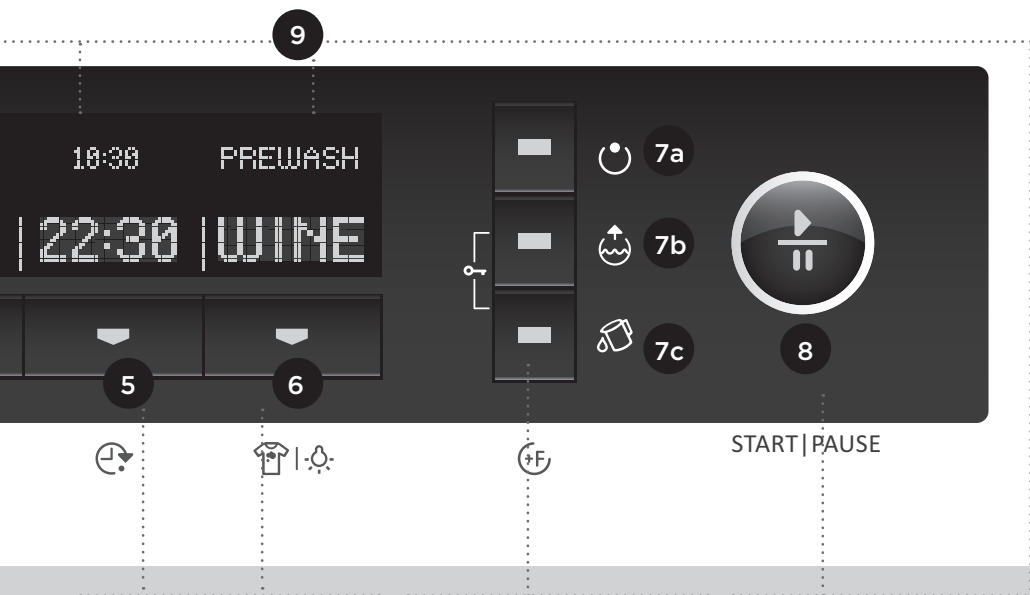 9
10:30 PREWASH
7a
22:30 WINE
7b
7c
8
5
6
+F
START|PAUSE